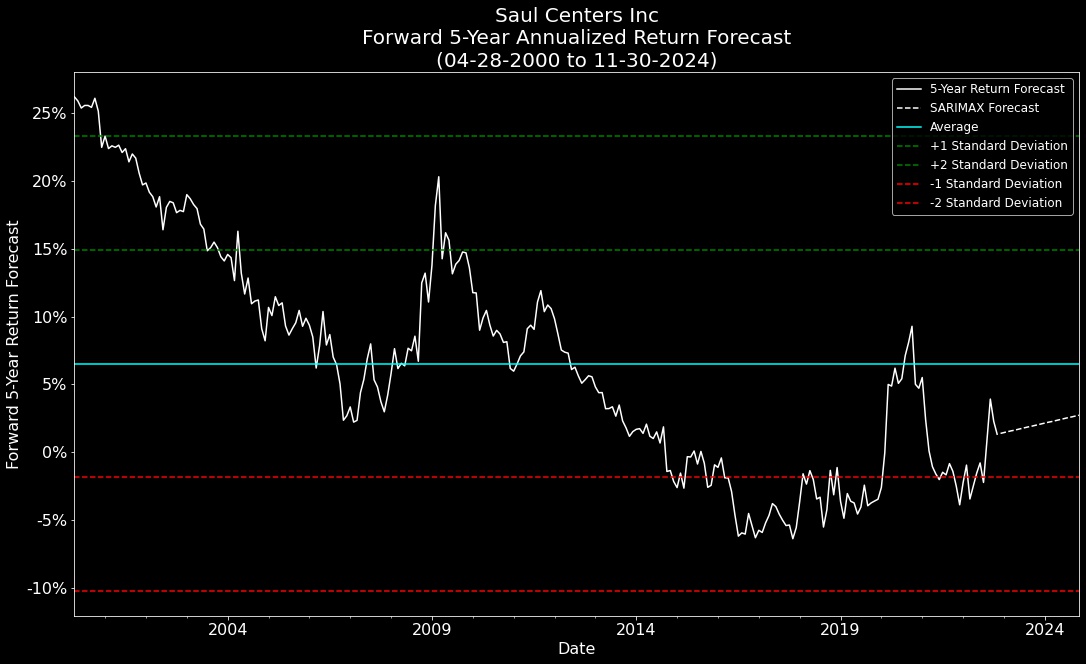 Saul Centers Inc
Forward 5-Year Annualized Return Forecast
(04-28-2000 to 11-30-2024)
5-Year Return Forecast
SARIMAX Forecast
Average
+1 Standard Deviation
+2 Standard Deviation
-1 Standard Deviation
-2 Standard Deviation
Forward 5-Year Return Forecast
25%
20%
15%
10%
5%
0%
-5%
-10%
2004 2009 2014 2019 2024
Date